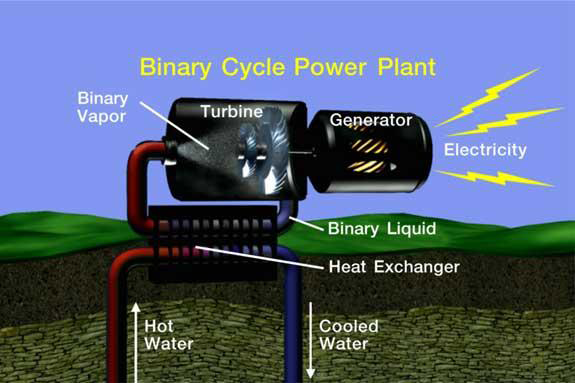 Binary Cycle Power Plant
Binary
Vapor
Turbine
Generator
Electricity
Binary Liquid
Heat Exchanger
Hot
Water
Cooled
Water